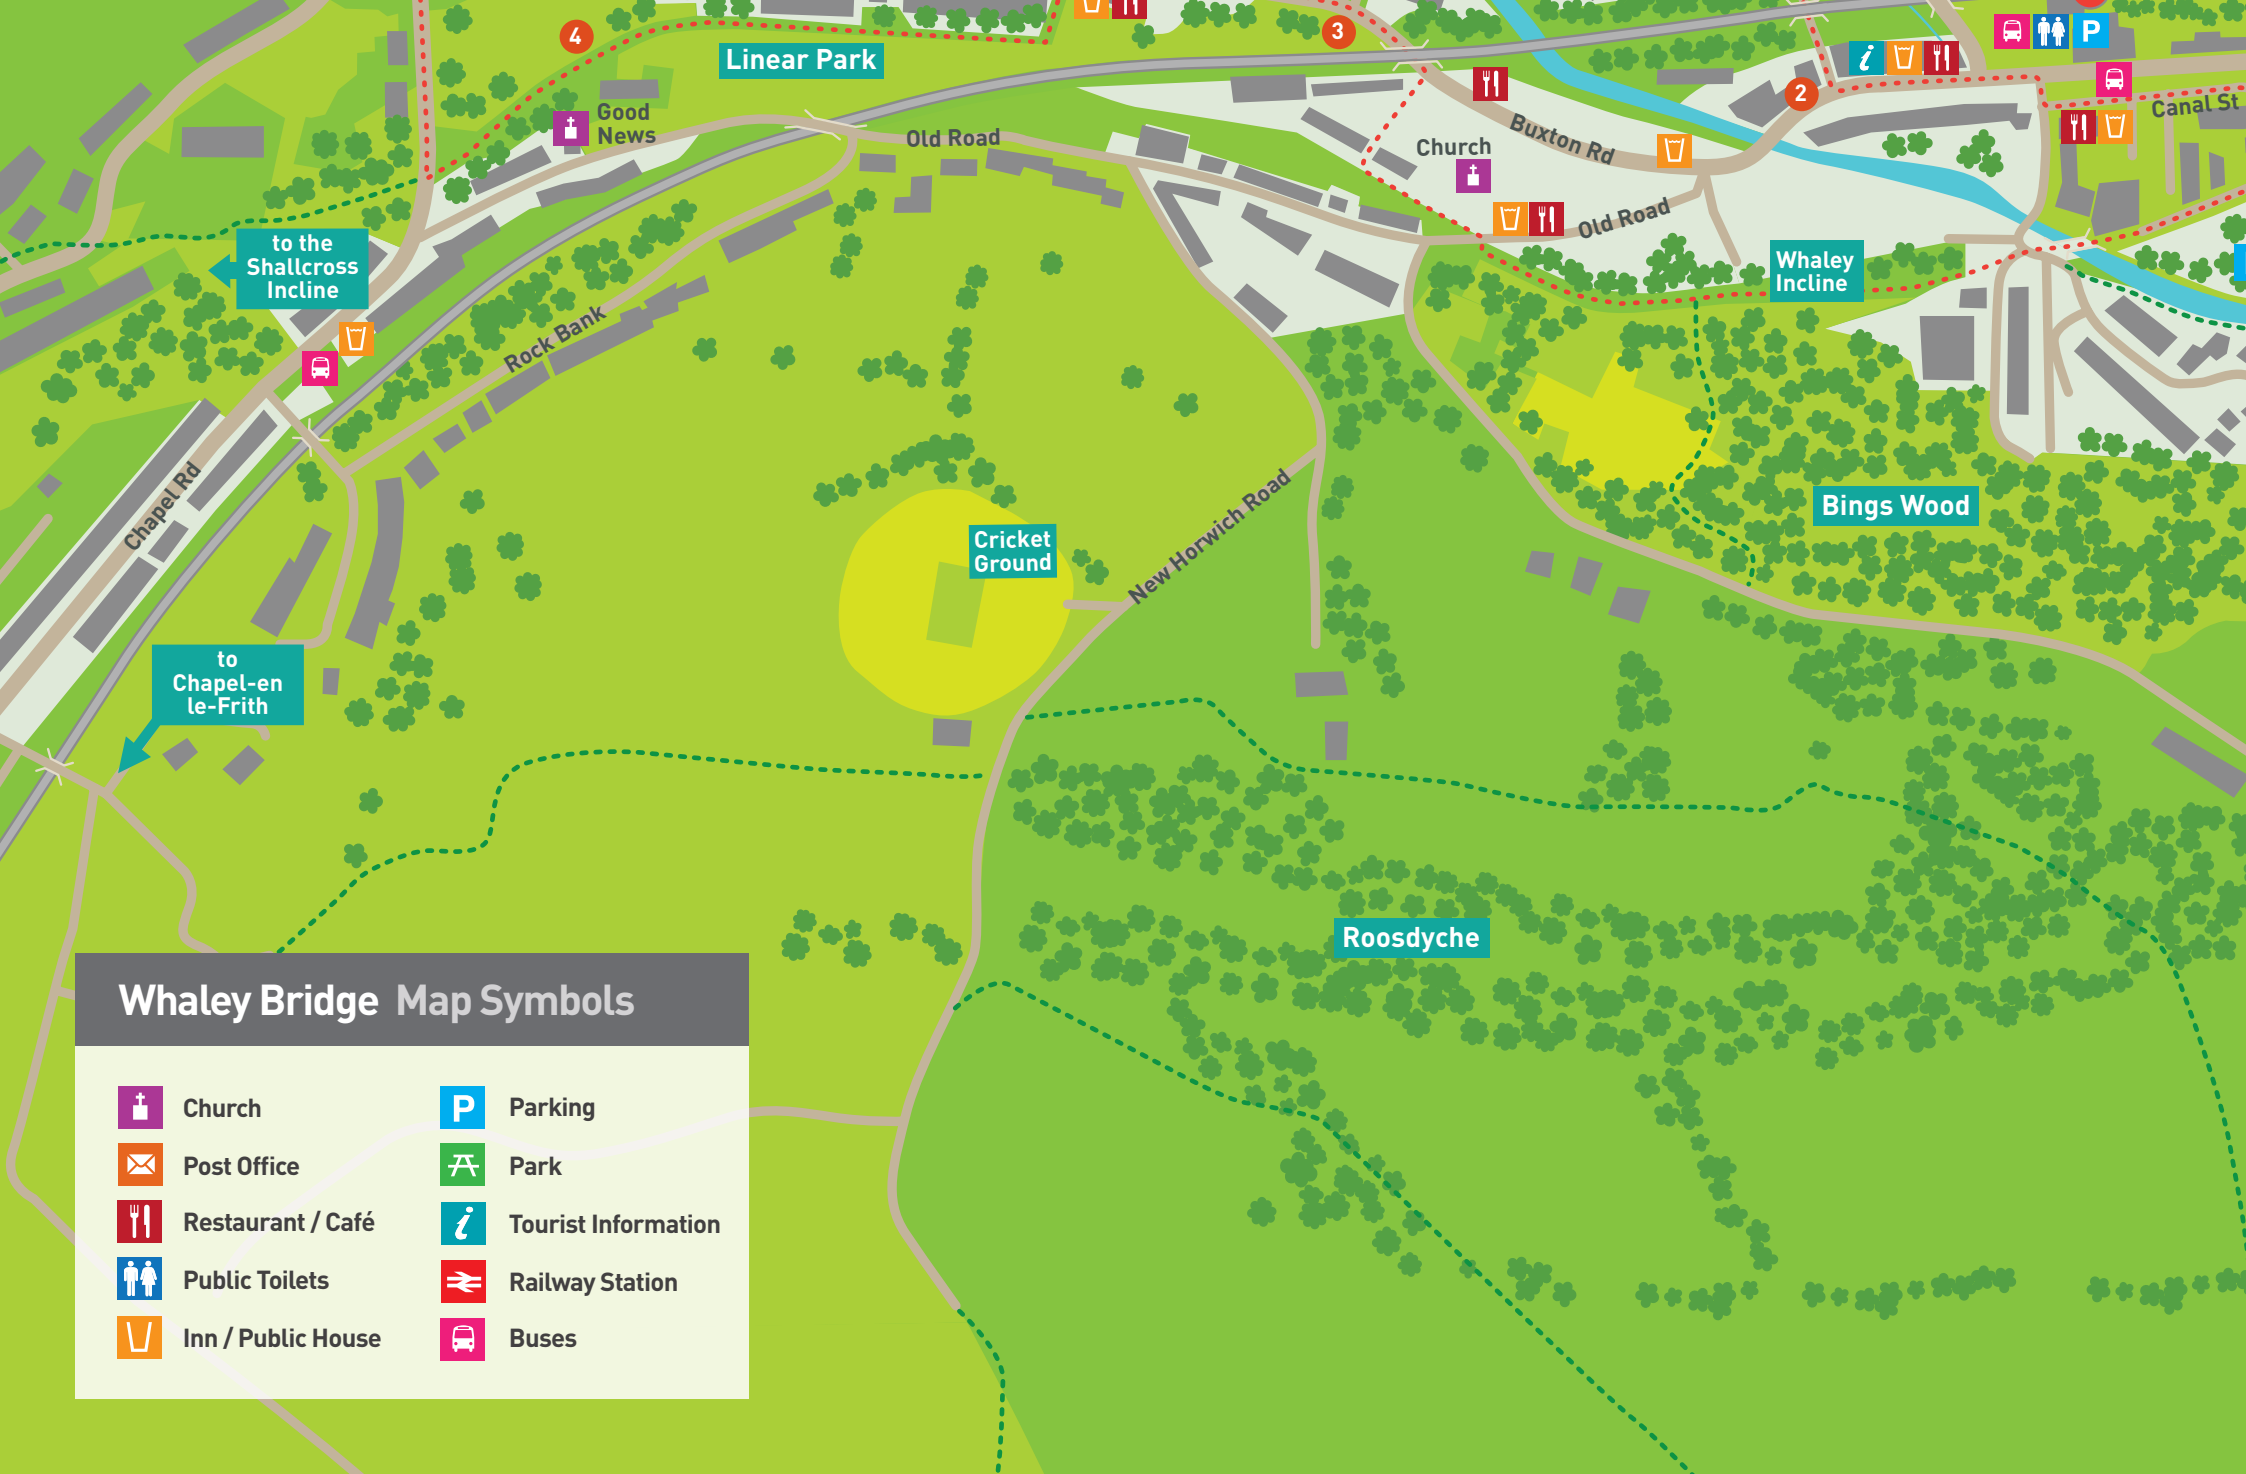 4
3
Linear Park
P
2
Canal St
Good
News
Old Road
Buxton Rd
Church
Old Road
to the
Shallcross
Incline
Whaley
Incline
Rock Bank
Chapel Rd
New Horwich Road
Bings Wood
Cricket
Ground
to
Chapel-en
le-Frith
Roosdyche
Whaley Bridge Map Symbols
Church
Post Office
Restaurant / Café
Public Toilets
Inn / Public House
P Parking
Park
i Tourist Information
Railway Station
Buses